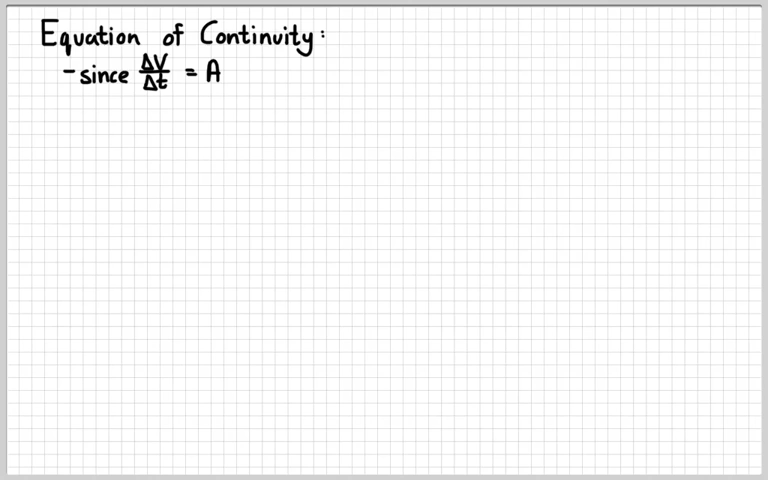 Equation of Continuity:
- since ΔV/Δt = A